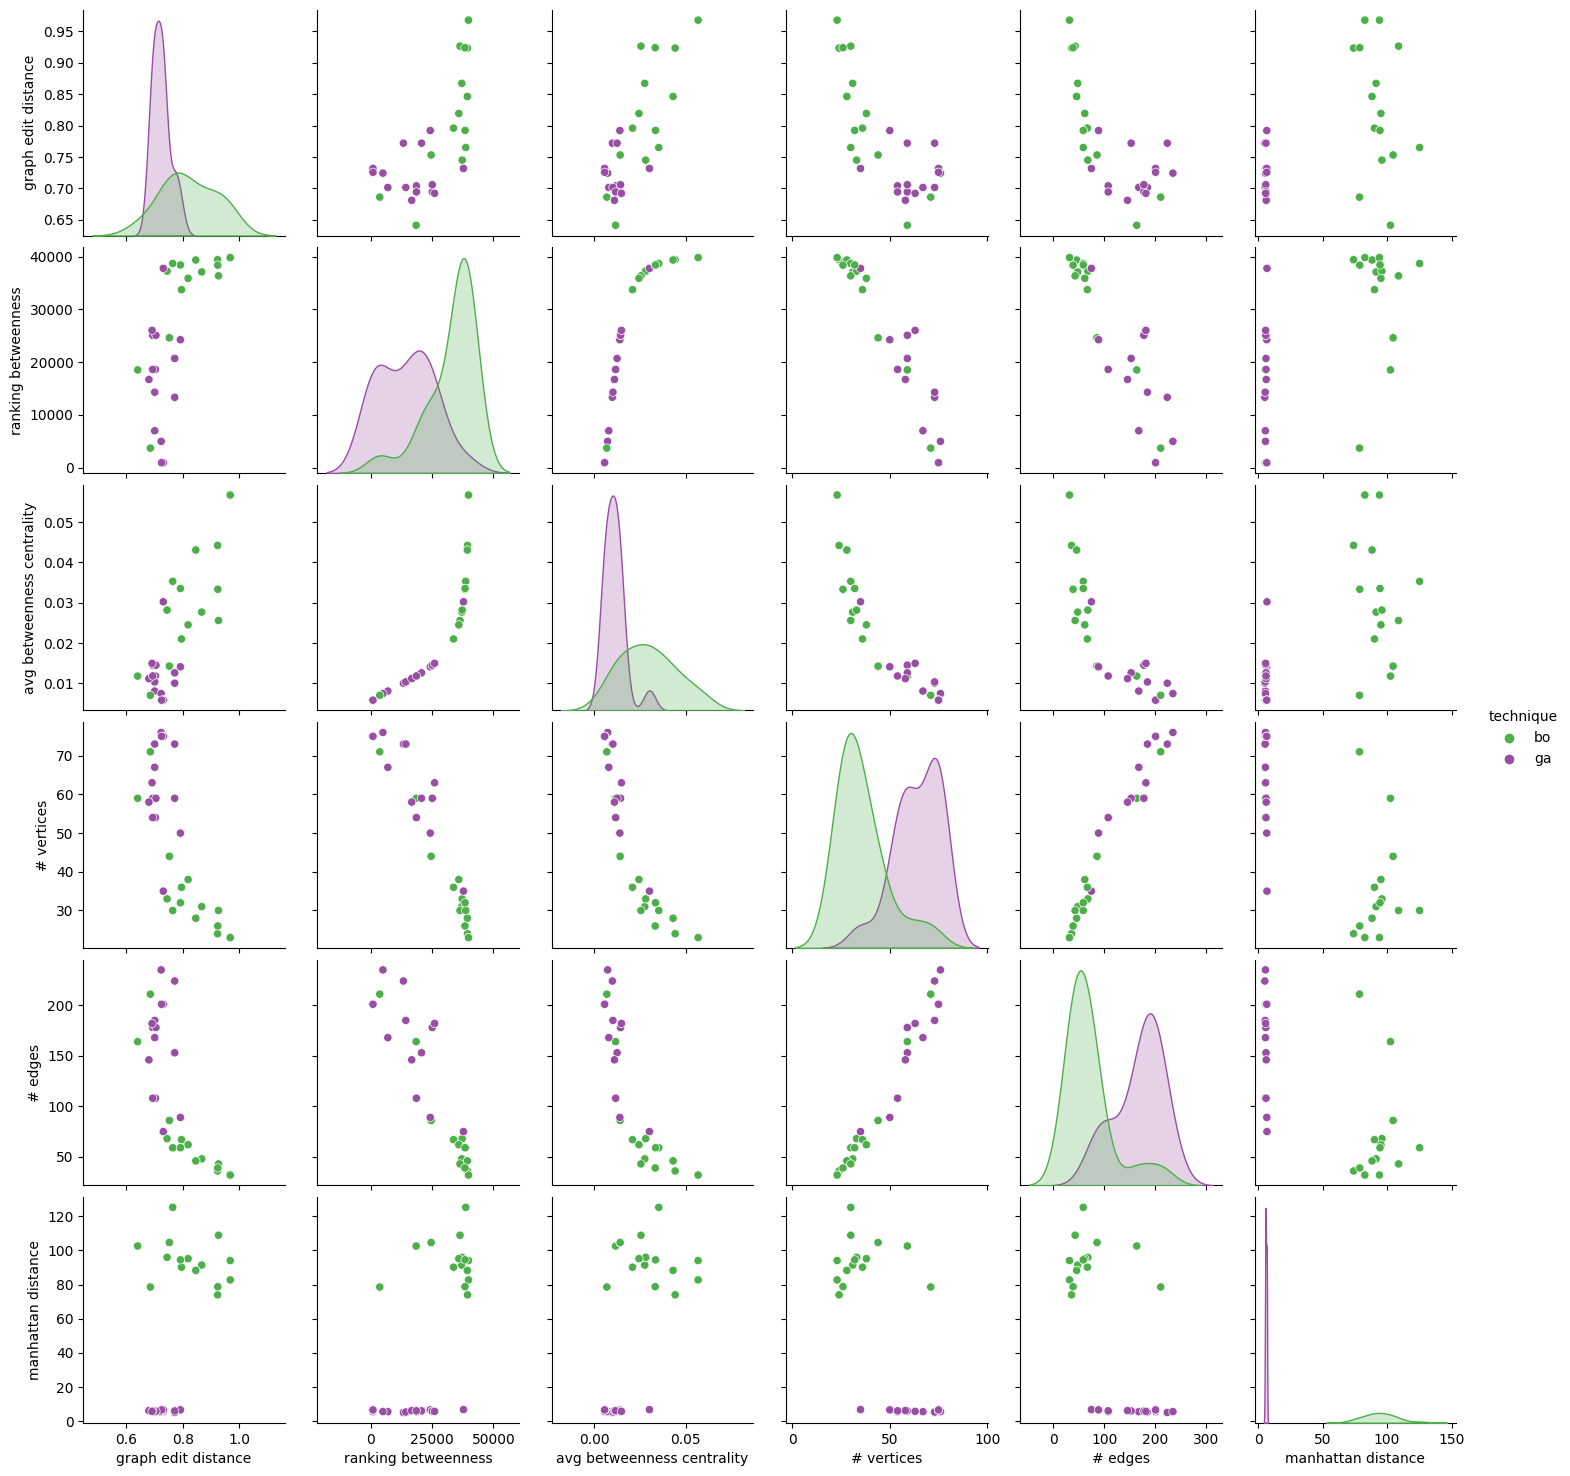 0.95
0.90
0.85
0.80
0.75
0.70
0.65
graph edit distance
40000
30000
20000
10000
0
ranking betweenness
0.05
0.04
0.03
0.02
0.01
avg betweenness centrality
70
60
50
40
30
# vertices
200
150
100
50
# edges
120
100
80
60
40
20
0
manhattan distance
0.6 0.8 1.0
graph edit distance
0 25000 50000
ranking betweenness
0.00 0.05
avg betweenness centrality
0 50 100
# vertices
0 100 200 300
# edges
0 50 100 150
manhattan distance
technique
bo
ga